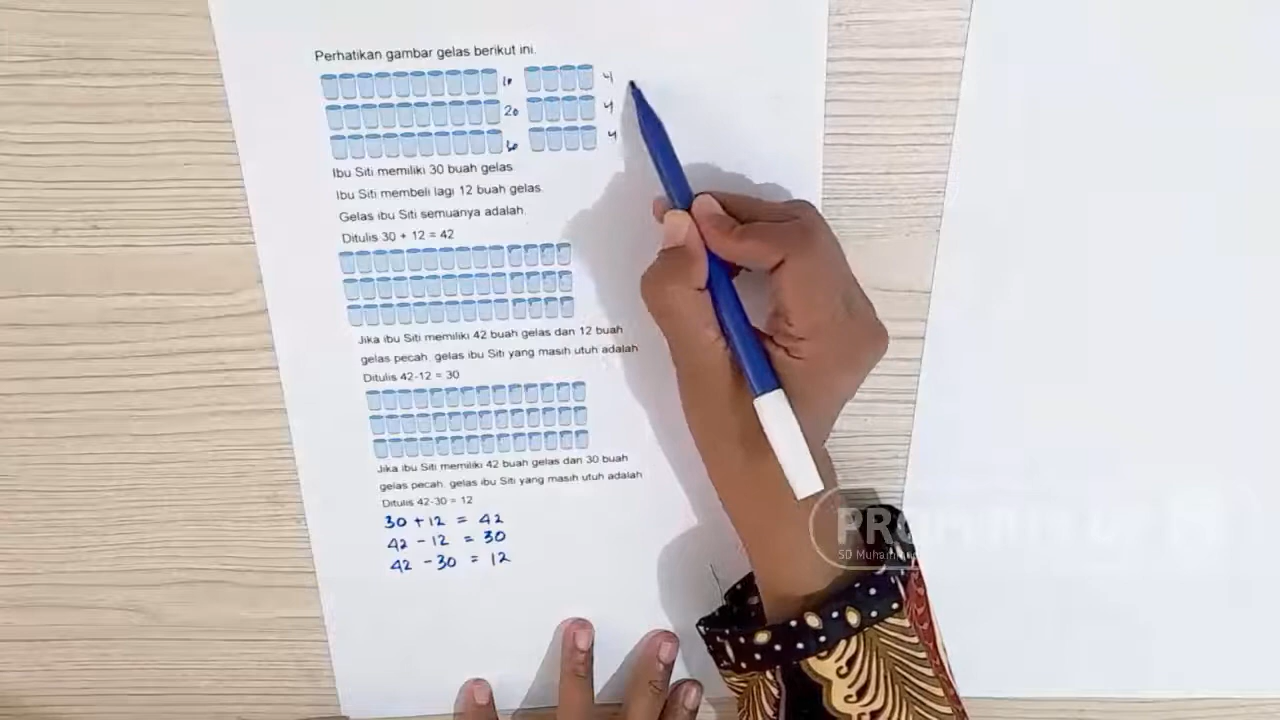 Perhatikan gambar gelas berikut ini.
10 4
20 4
4
Ibu Siti memiliki 30 buah gelas
Ibu Siti membeli lagi 12 buah gelas
Gelas ibu Siti semuanya adalah
Ditulis 30 + 12 = 42
Jika ibu Siti memiliki 42 buah gelas dan 12 buah
gelas pecah, gelas ibu Siti yang masih utuh adalah
Ditulis 42-12 = 30
Jika ibu Siti memiliki 42 buah gelas dan 30 buah
gelas pecah, gelas ibu Siti yang masih utuh adalah
Ditulis 42-30 = 12
30 + 12 = 42
42 - 12 = 30
42 - 30 = 12
SD